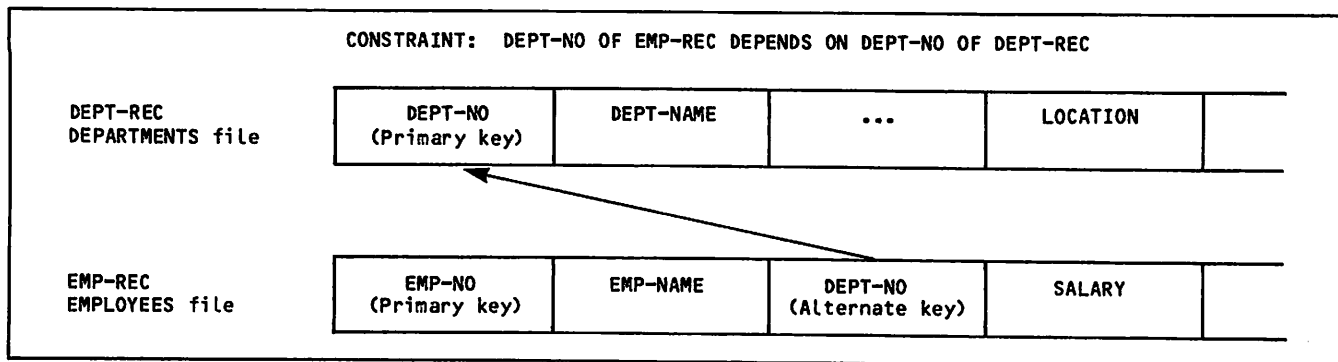 CONSTRAINT: DEPT-NO OF EMP-REC DEPENDS ON DEPT-NO OF DEPT-REC
DEPT-REC
DEPARTMENTS file
DEPT-NO
(Primary key)
DEPT-NAME
...
LOCATION
EMP-REC
EMPLOYEES file
EMP-NO
(Primary key)
EMP-NAME
DEPT-NO
(Alternate key)
SALARY